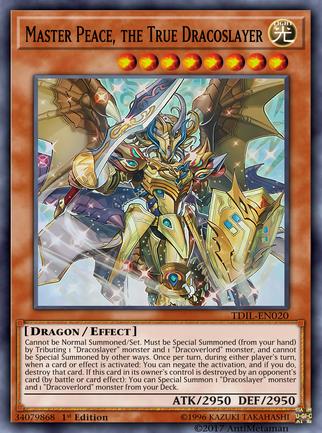 MASTER PEACE, THE TRUE DRACOSLAYER
LIGHT
光
TDIL-EN020
[DRAGON / EFFECT]
Cannot be Normal Summoned/Set. Must be Special Summoned (from your hand)
by Tributing 1 "Dracoslayer" monster and 1 "Dracoverlord" monster, and cannot
be Special Summoned by other ways. Once per turn, during either player's turn,
when a card or effect is activated: You can negate the activation, and if you do,
destroy that card. If this card in its owner's control is destroyed by an opponent's
card (by battle or card effect): You can Special Summon 1 "Dracoslayer" monster
and 1 "Dracoverlord" monster from your Deck.
ATK/2950 DEF/2950
34079868 1st Edition ©1996 KAZUKI TAKAHASHI
©2017 AntiMetaman